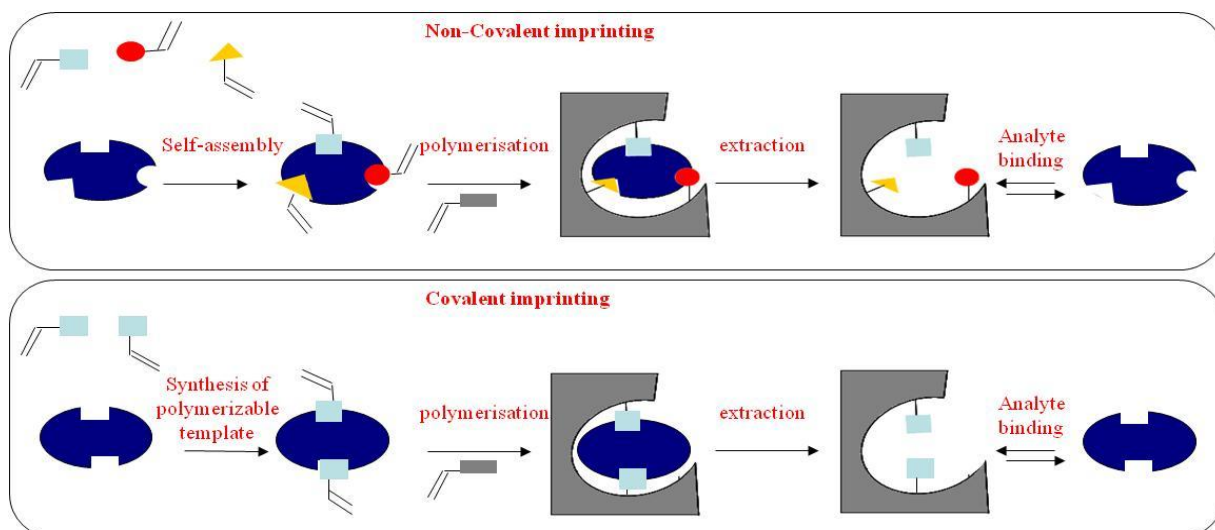 Non-Covalent imprinting
Self-assembly
polymerisation
extraction
Analyte
binding
Covalent imprinting
Synthesis of
polymerizable
template
polymerisation
extraction
Analyte
binding